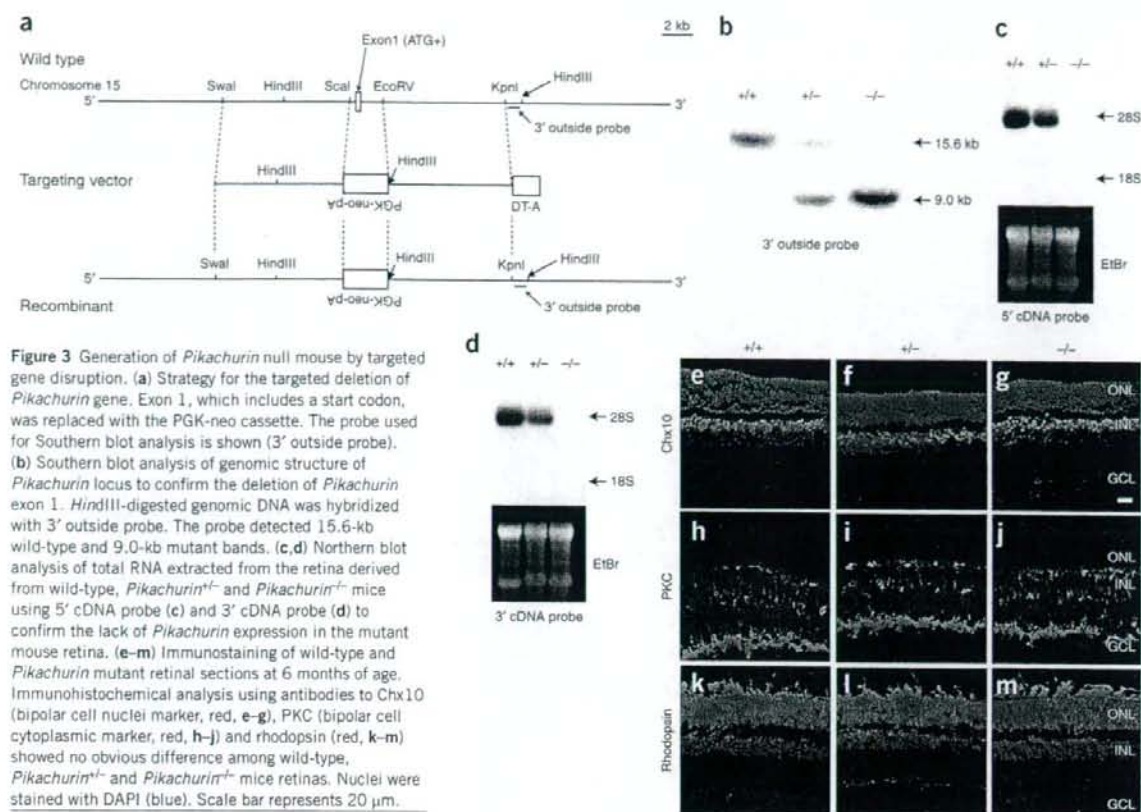 a
Exon1 (ATG+)
2 kb
Wild type
Chromosome 15
SwaI
HindIII
ScaI
EcoRV
KpnI
HindIII
5′
3′
3′ outside probe
HindIII
HindIII
Targeting vector
PGK-neo-pA
DT-A
SwaI
HindIII
HindIII
KpnI
HindIII
5′
3′
PGK-neo-pA
3′ outside probe
Recombinant
b
+/+
+/–
–/–
15.6 kb
9.0 kb
3′ outside probe
c
+/+ +/– –/–
28S
18S
EtBr
5′ cDNA probe
Figure 3 Generation of Pikachurin null mouse by targeted
gene disruption. (a) Strategy for the targeted deletion of
Pikachurin gene. Exon 1, which includes a start codon,
was replaced with the PGK-neo cassette. The probe used
for Southern blot analysis is shown (3′ outside probe).
(b) Southern blot analysis of genomic structure of
Pikachurin locus to confirm the deletion of Pikachurin
exon 1. HindIII-digested genomic DNA was hybridized
with 3′ outside probe. The probe detected 15.6-kb
wild-type and 9.0-kb mutant bands. (c,d) Northern blot
analysis of total RNA extracted from the retina derived
from wild-type, Pikachurin+/– and Pikachurin–/– mice
using 5′ cDNA probe (c) and 3′ cDNA probe (d) to
confirm the lack of Pikachurin expression in the mutant
mouse retina. (e–m) Immunostaining of wild-type and
Pikachurin mutant retinal sections at 6 months of age.
Immunohistochemical analysis using antibodies to Chx10
(bipolar cell nuclei marker, red, e–g), PKC (bipolar cell
cytoplasmic marker, red, h–j) and rhodopsin (red, k–m)
showed no obvious difference among wild-type,
Pikachurin+/– and Pikachurin–/– mice retinas. Nuclei were
stained with DAPI (blue). Scale bar represents 20 μm.
d
+/+ +/– –/–
28S
18S
EtBr
3′ cDNA probe
+/+
+/–
–/–
e
f
g
Chx10
ONL
INL
GCL
h
i
j
PKC
ONL
INL
GCL
k
l
m
Rhodopsin
ONL
INL
GCL